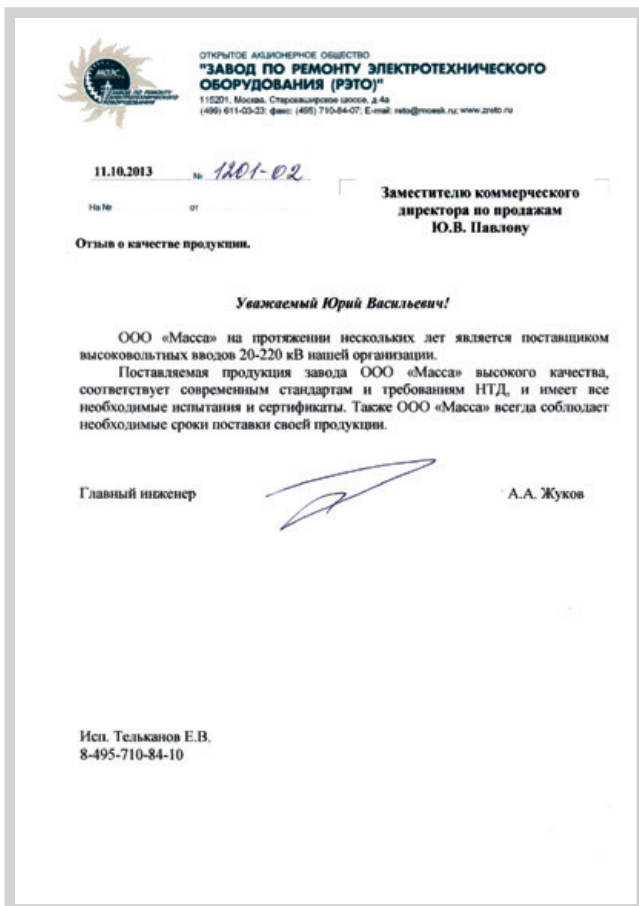 ОТКРЫТОЕ АКЦИОНЕРНОЕ ОБЩЕСТВО
"ЗАВОД ПО РЕМОНТУ ЭЛЕКТРОТЕХНИЧЕСКОГО
ОБОРУДОВАНИЯ (РЭТО)"
115201, Москва, Старокаширское шоссе, д.4а
(499) 611-03-23; факс: (495) 710-84-07; E-mail: reto@moesk.ru; www.zreto.ru
11.10.2013 № 1201-02
На № от
Заместителю коммерческого
директора по продажам
Ю.В. Павлову
Отзыв о качестве продукции.
Уважаемый Юрий Васильевич!
ООО «Масса» на протяжении нескольких лет является поставщиком
высоковольтных вводов 20-220 кВ нашей организации.
Поставляемая продукция завода ООО «Масса» высокого качества,
соответствует современным стандартам и требованиям НТД, и имеет все
необходимые испытания и сертификаты. Также ООО «Масса» всегда соблюдает
необходимые сроки поставки своей продукции.
Главный инженер А.А. Жуков
Исп. Тельканов Е.В.
8-495-710-84-10